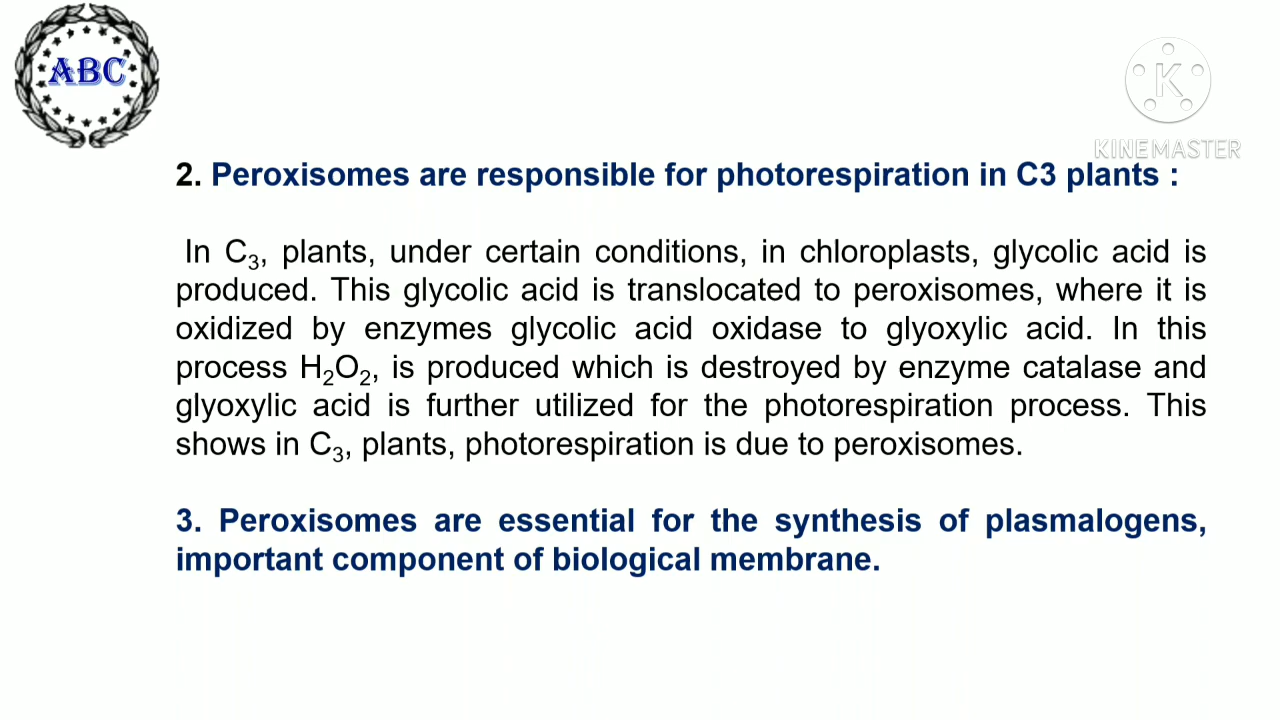 ABC
KINEMASTER
2. Peroxisomes are responsible for photorespiration in C3 plants :
In C₃, plants, under certain conditions, in chloroplasts, glycolic acid is
produced. This glycolic acid is translocated to peroxisomes, where it is
oxidized by enzymes glycolic acid oxidase to glyoxylic acid. In this
process H₂O₂, is produced which is destroyed by enzyme catalase and
glyoxylic acid is further utilized for the photorespiration process. This
shows in C₃, plants, photorespiration is due to peroxisomes.
3. Peroxisomes are essential for the synthesis of plasmalogens,
important component of biological membrane.